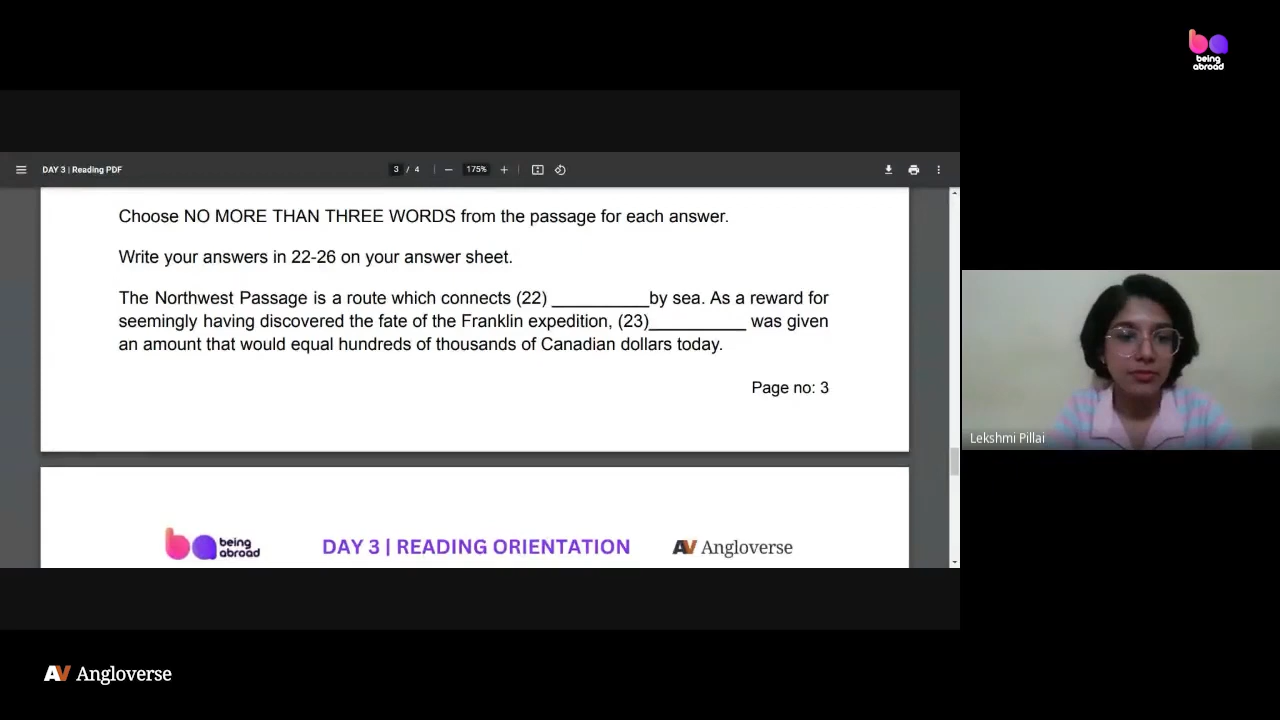 being
abroad
DAY 3 | Reading PDF
3 / 4
175%
Choose NO MORE THAN THREE WORDS from the passage for each answer.
Write your answers in 22-26 on your answer sheet.
The Northwest Passage is a route which connects (22) __________by sea. As a reward for
seemingly having discovered the fate of the Franklin expedition, (23)__________ was given
an amount that would equal hundreds of thousands of Canadian dollars today.
Page no: 3
Lekshmi Pillai
ba being
abroad
DAY 3 | READING ORIENTATION
AV Angloverse
AV Angloverse